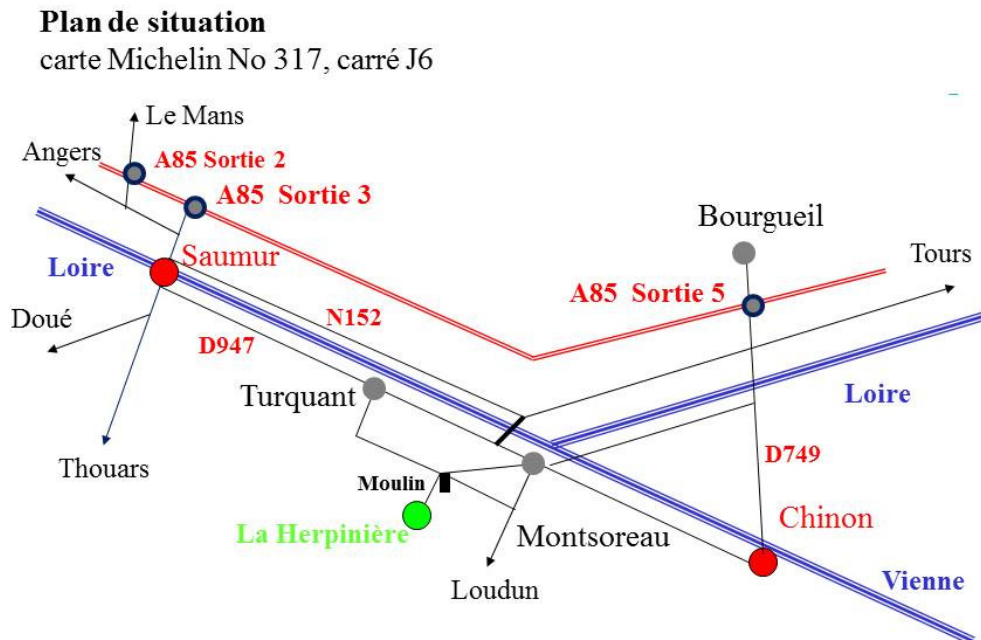 Plan de situation
carte Michelin No 317, carré J6
Le Mans
Angers
A85 Sortie 2
A85 Sortie 3
Bourgueil
Saumur
Tours
Loire
A85 Sortie 5
Doué
N152
D947
Turquant
Loire
Thouars
D749
Moulin
Chinon
La Herpinière
Montsoreau
Loudun
Vienne